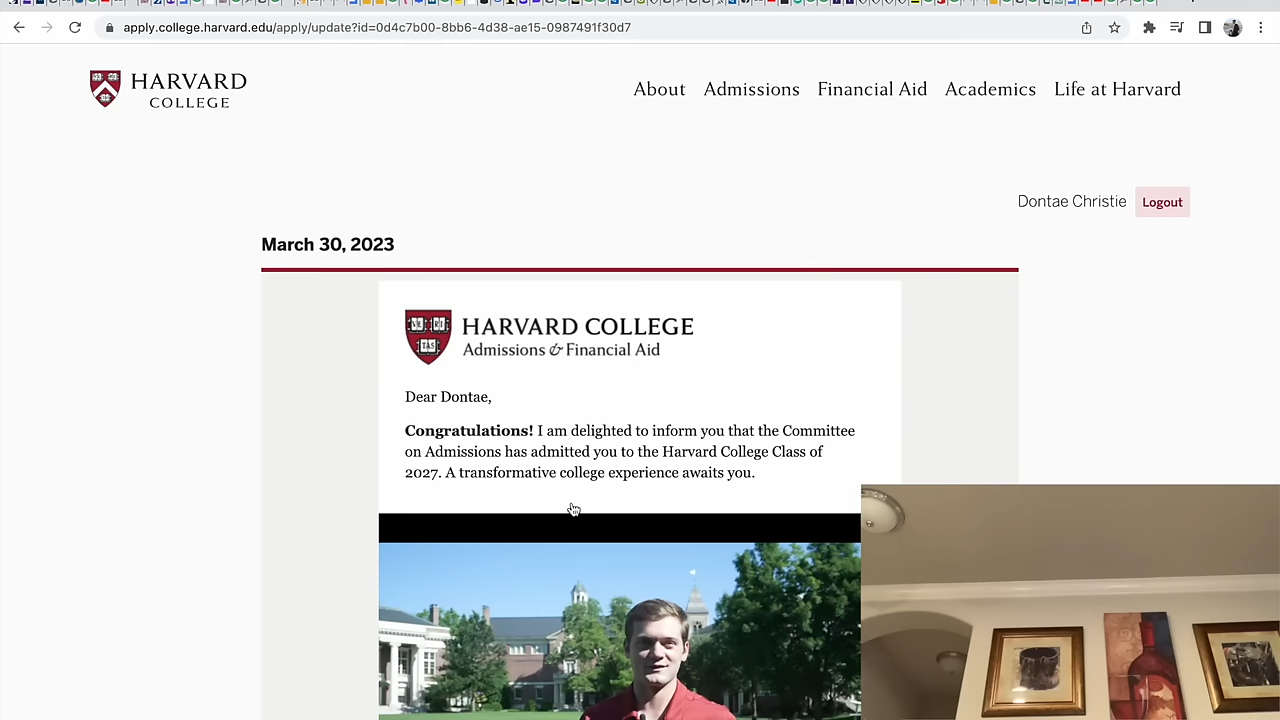 apply.college.harvard.edu/apply/update?id=0d4c7b00-8bb6-4d38-ae15-0987491f30d7
HARVARD
COLLEGE
About Admissions Financial Aid Academics Life at Harvard
Dontae Christie Logout
March 30, 2023
VE RI
TAS
HARVARD COLLEGE
Admissions & Financial Aid
Dear Dontae,
Congratulations! I am delighted to inform you that the Committee
on Admissions has admitted you to the Harvard College Class of
2027. A transformative college experience awaits you.